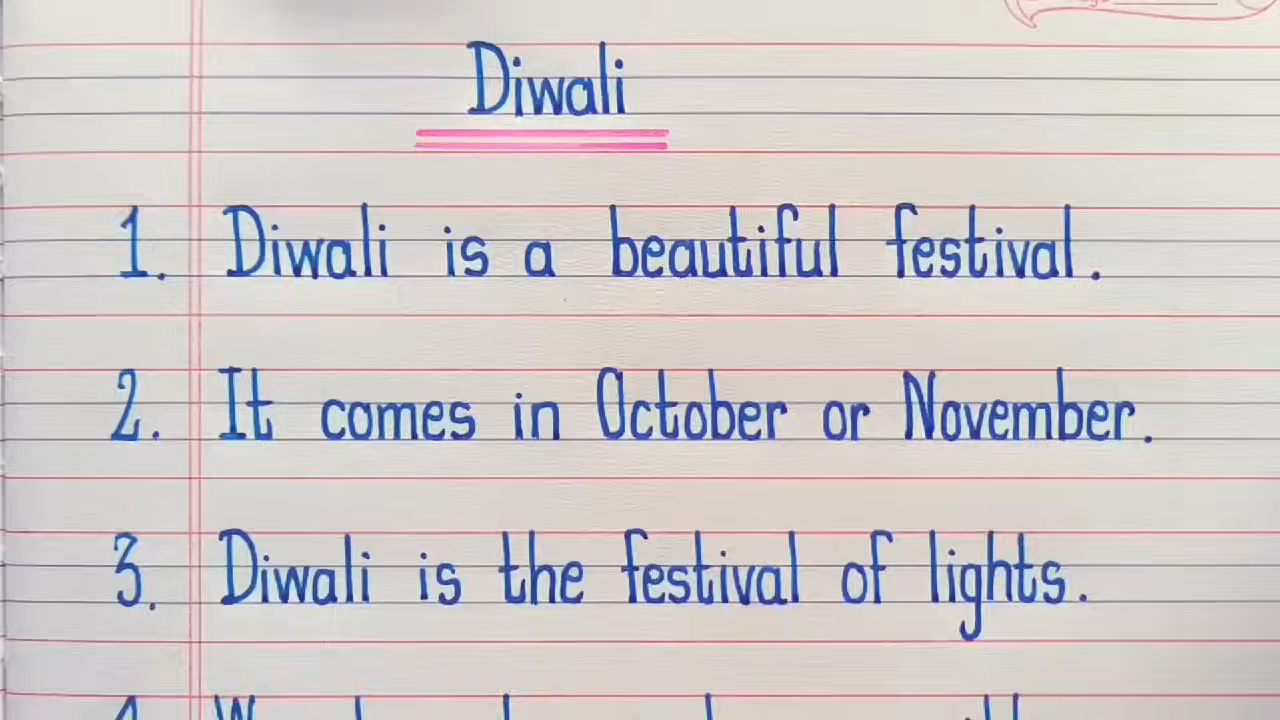 Diwali
1. Diwali is a beautiful festival.
2. It comes in October or November.
3. Diwali is the festival of lights.